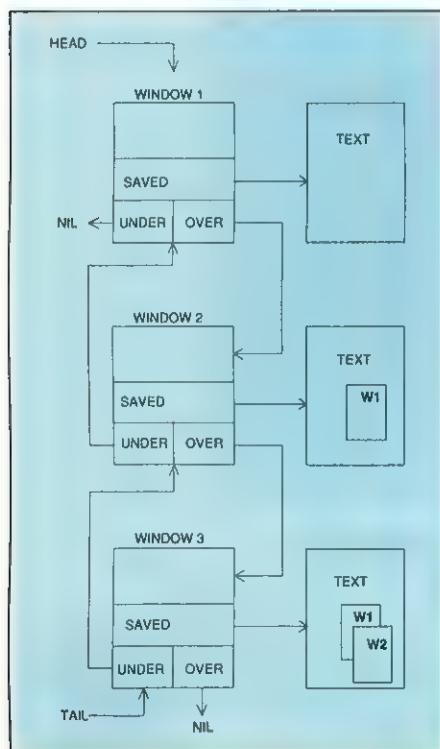 HEAD
WINDOW 1
TEXT
SAVED
NIL
UNDER OVER
WINDOW 2
TEXT
W1
SAVED
UNDER OVER
WINDOW 3
TEXT
W1
SAVED
W2
UNDER OVER
TAIL
NIL